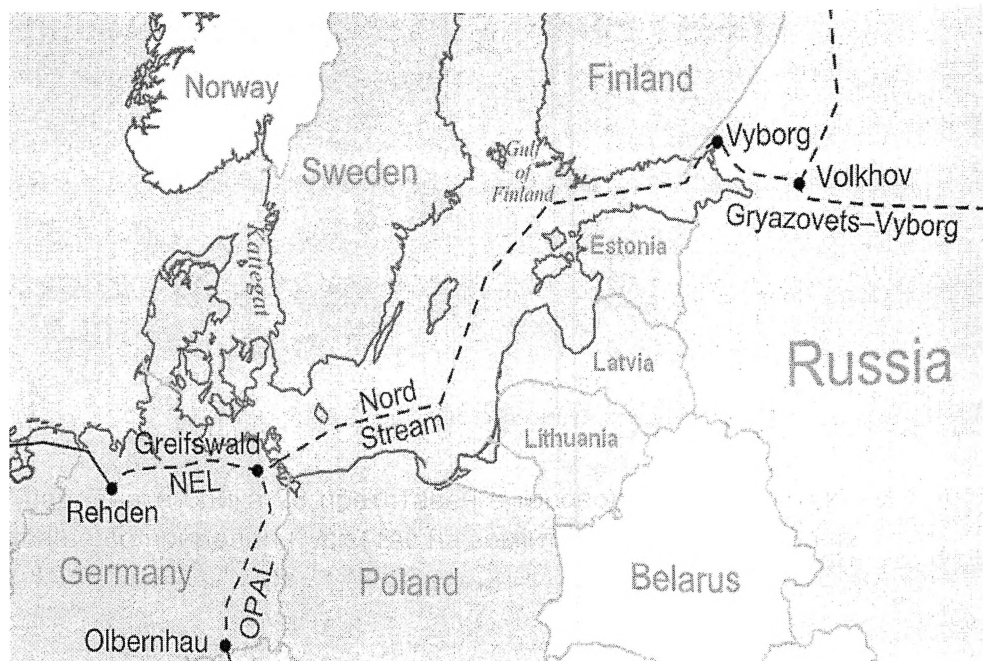 Norway
Finland
Sweden
Gulf
of
Finland
Vyborg
Volkhov
Gryazovets–Vyborg
Kattegat
Estonia
Latvia
Russia
Nord
Stream
Lithuania
Greifswald
NEL
Rehden
Germany
OPAL
Poland
Belarus
Olbernhau